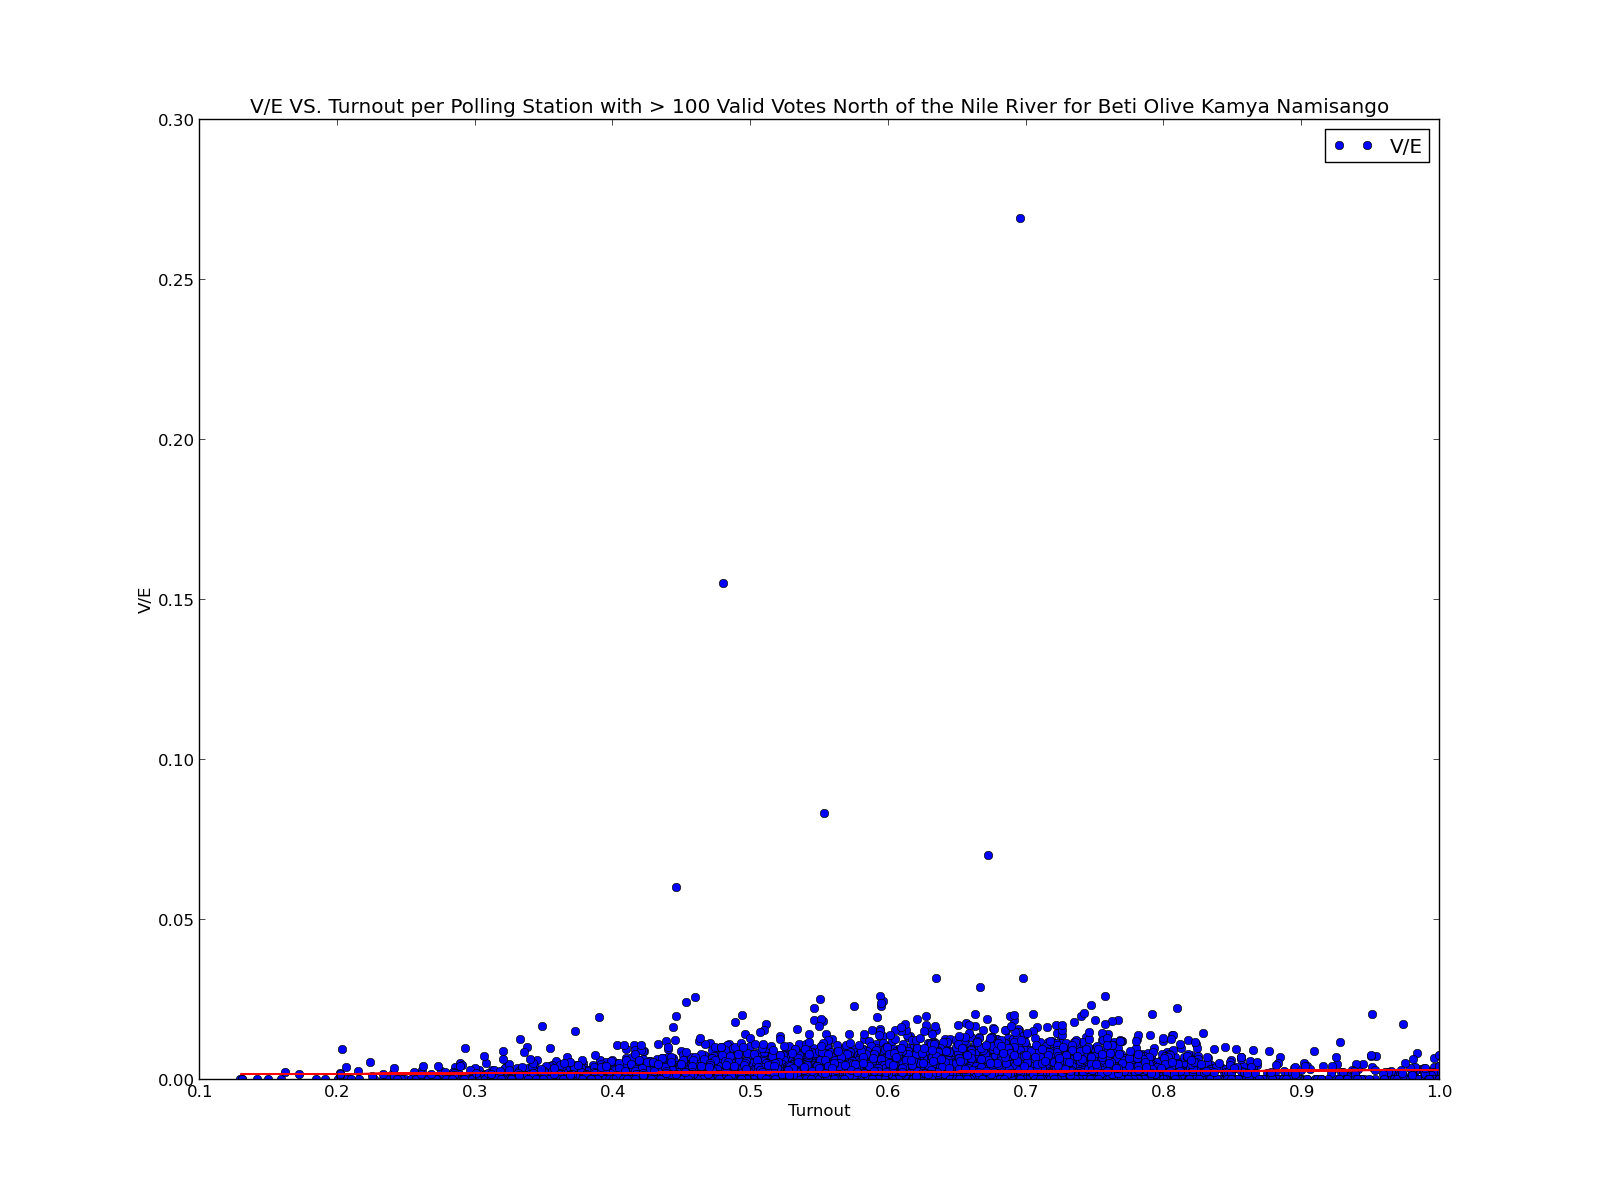 V/E VS. Turnout per Polling Station with > 100 Valid Votes North of the Nile River for Beti Olive Kamya Namisango
V/E
0.30
0.25
0.20
0.15
0.10
0.05
0.00
V/E
0.1 0.2 0.3 0.4 0.5 0.6 0.7 0.8 0.9 1.0
Turnout